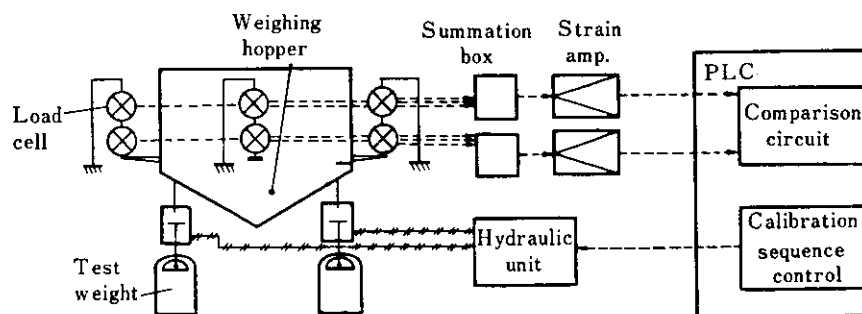 Weighing
hopper
Summation
box
Strain
amp.
PLC
Load
cell
Comparison
circuit
Hydraulic
unit
Calibration
sequence
control
Test
weight